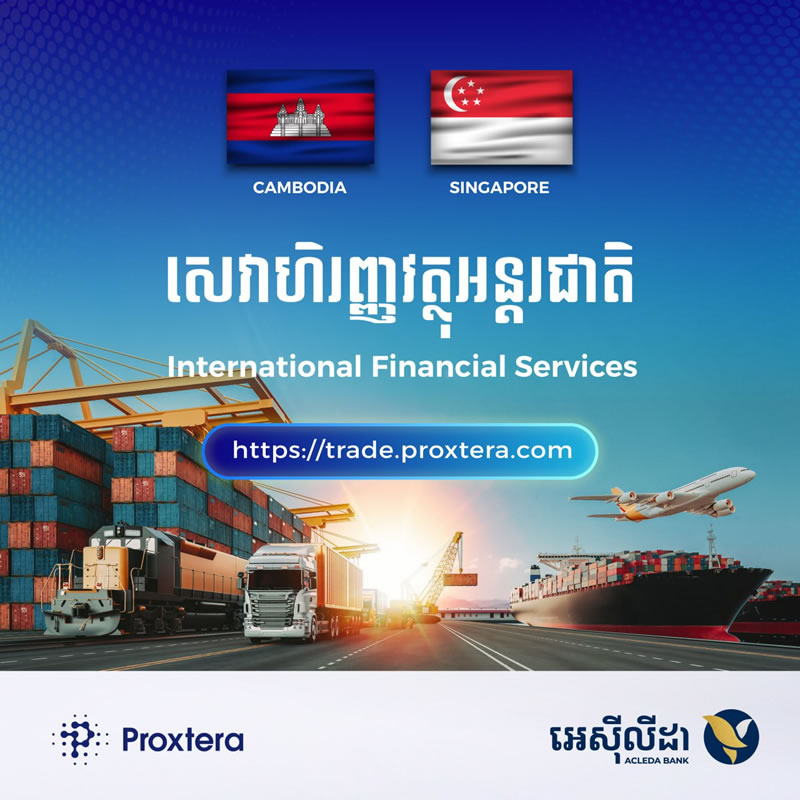 CAMBODIA
SINGAPORE
សេវាហិរញ្ញវត្ថុអន្តរជាតិ
International Financial Services
https://trade.proxtera.com
Proxtera
អេស៊ីលីដា
ACLEDA BANK